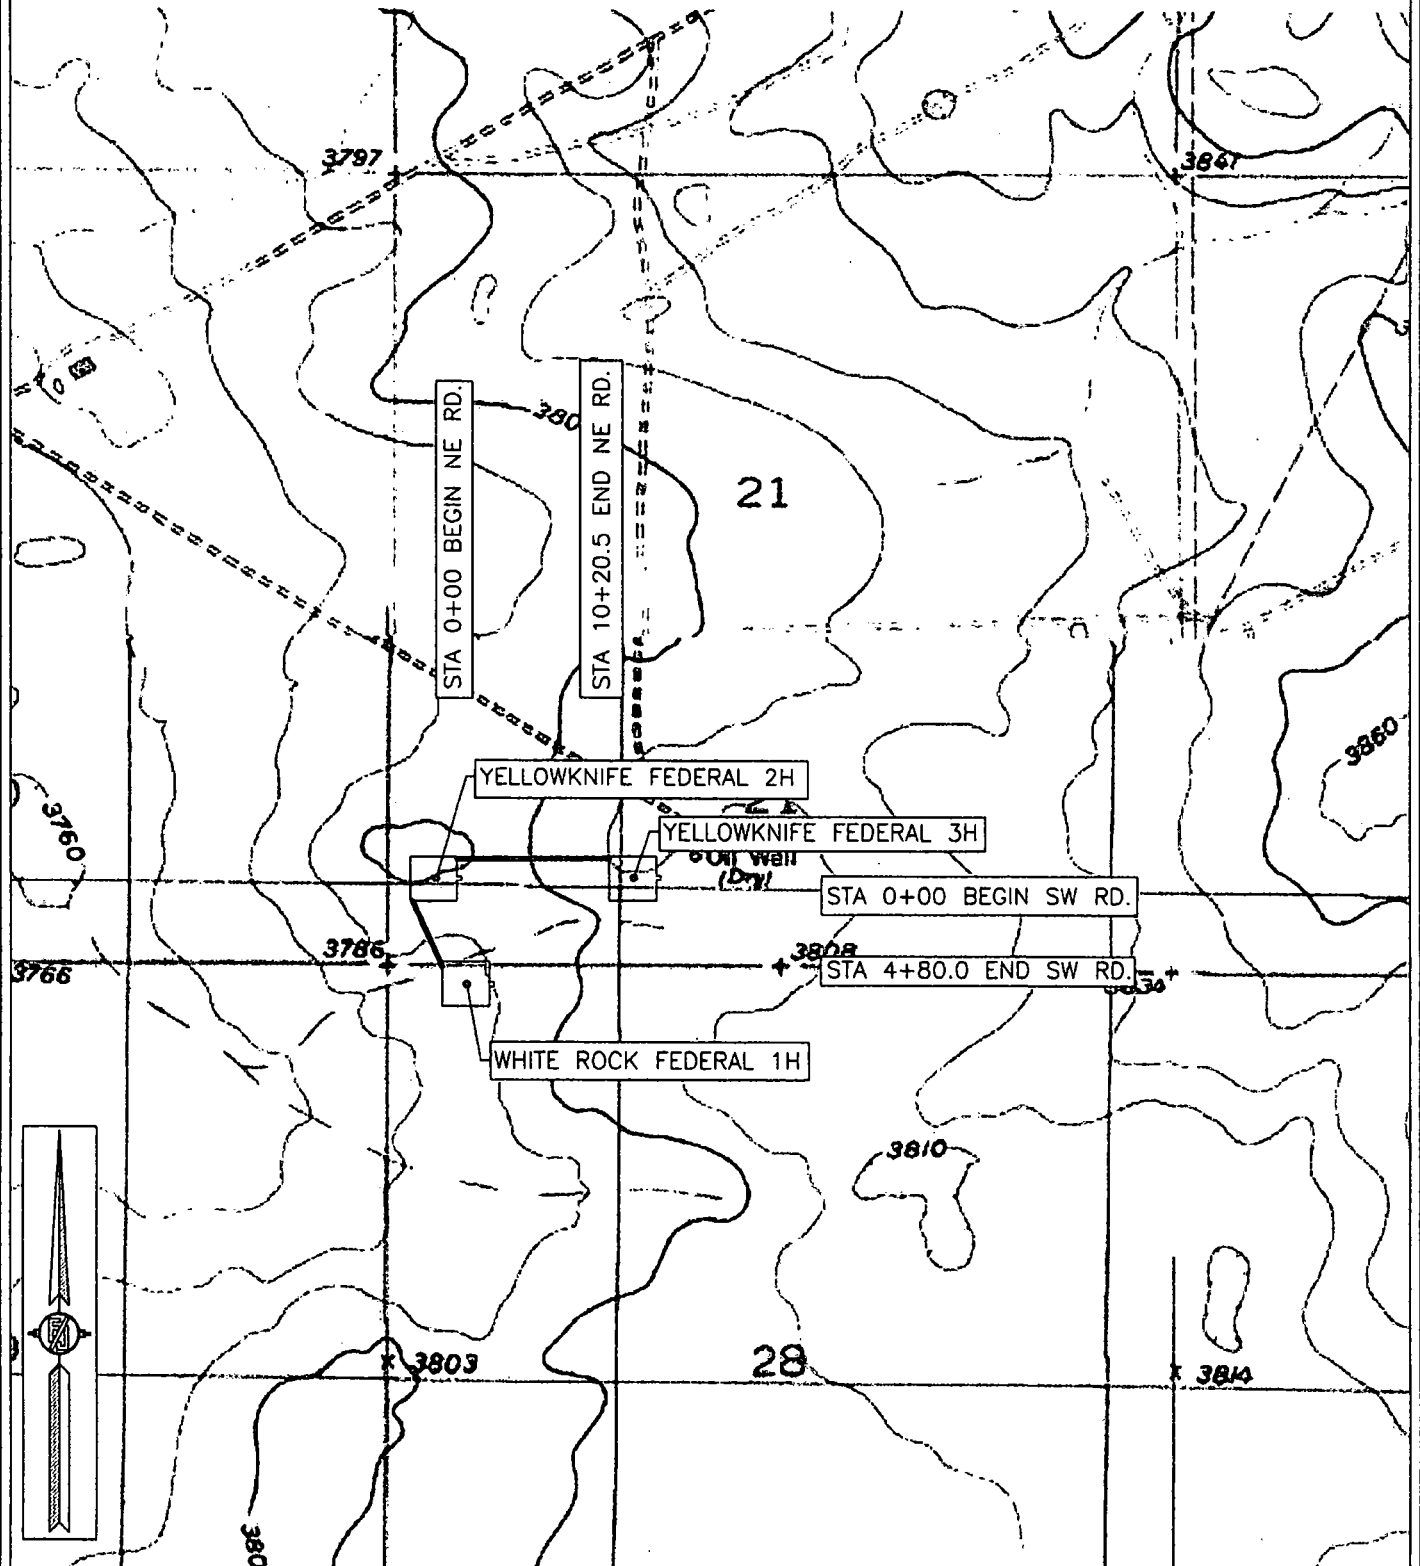 3797
3841
STA 0+00 BEGIN NE RD.
STA 10+20.5 END NE RD.
380
21
3860
3760
YELLOWKNIFE FEDERAL 2H
YELLOWKNIFE FEDERAL 3H
Oil Well
(Dry)
STA 0+00 BEGIN SW RD.
3786
3808
3766
STA 4+80.0 END SW RD.
WHITE ROCK FEDERAL 1H
3810
3803
28
3814
380